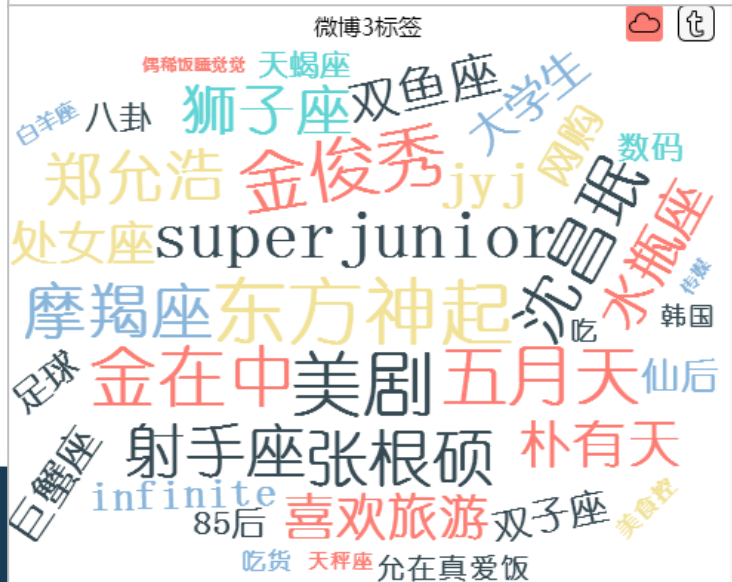 微博3标签
t
偶稀饭睡觉觉
天蝎座
双鱼座
大学生
白羊座
八卦
狮子座
网购
数码
郑允浩
金俊秀
jyj
沈昌珉
水瓶座
处女座
superjunior
传媒
摩羯座
东方神起
吃
韩国
足球
金在中
美剧
五月天
仙后
巨蟹座
射手座
张根硕
朴有天
infinite
85后
喜欢旅游
双子座
美食控
吃货
天秤座
允在真爱饭